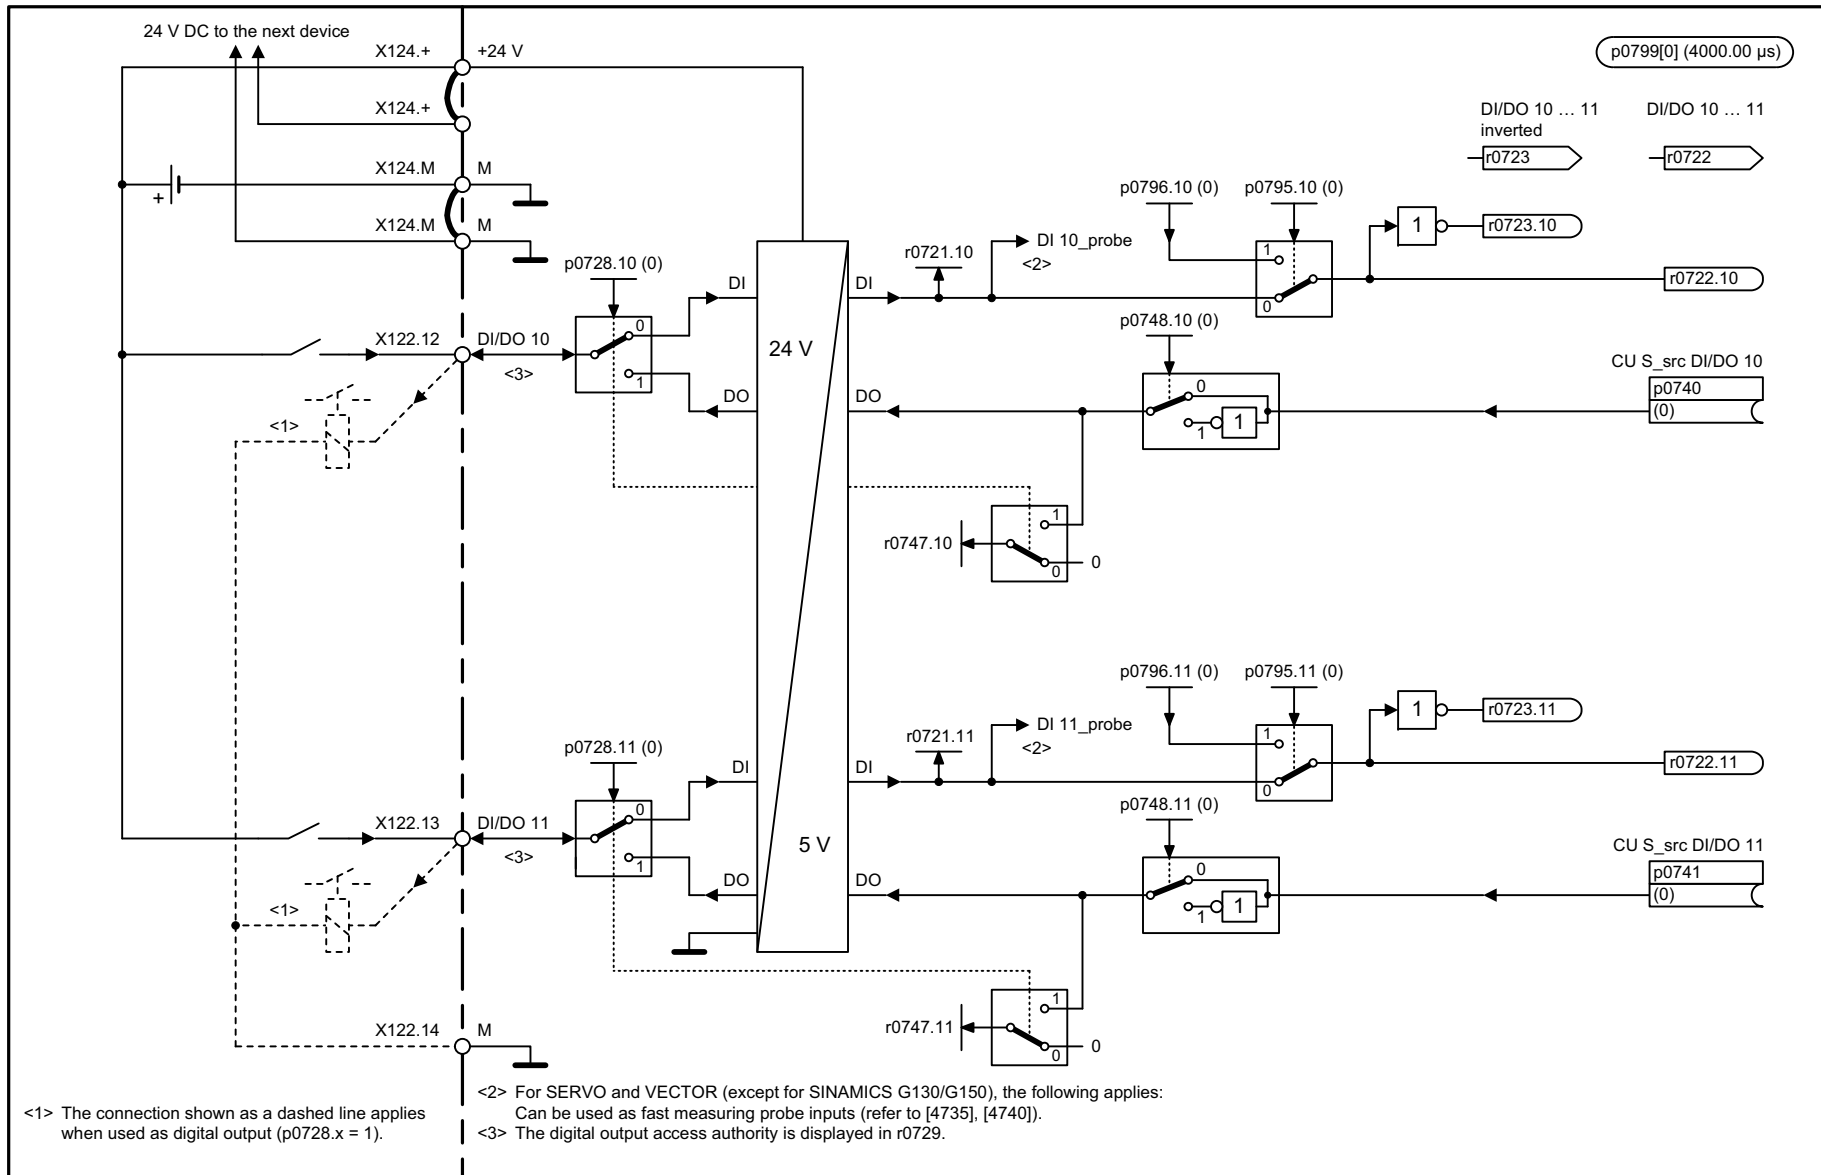 24 V DC to the next device
X124.+
+24 V
p0799[0] (4000.00 µs)
X124.+
DI/DO 10 … 11
inverted
DI/DO 10 … 11
r0723
r0722
X124.M
M
+
X124.M
M
p0796.10 (0)
p0795.10 (0)
1
r0723.10
DI 10_probe
<2>
r0721.10
1
0
r0722.10
p0728.10 (0)
DI
DI
p0748.10 (0)
X122.12
DI/DO 10
<3>
0
1
24 V
CU S_src DI/DO 10
p0740
(0)
DO
DO
0
1
1
<1>
r0747.10
1
0
0
p0796.11 (0)
p0795.11 (0)
1
r0723.11
DI 11_probe
<2>
r0721.11
1
0
r0722.11
p0728.11 (0)
DI
DI
p0748.11 (0)
X122.13
DI/DO 11
<3>
0
1
5 V
CU S_src DI/DO 11
p0741
(0)
DO
DO
0
1
1
<1>
r0747.11
1
0
0
X122.14
M
<1> The connection shown as a dashed line applies
when used as digital output (p0728.x = 1).
<2> For SERVO and VECTOR (except for SINAMICS G130/G150), the following applies:
Can be used as fast measuring probe inputs (refer to [4735], [4740]).
<3> The digital output access authority is displayed in r0729.